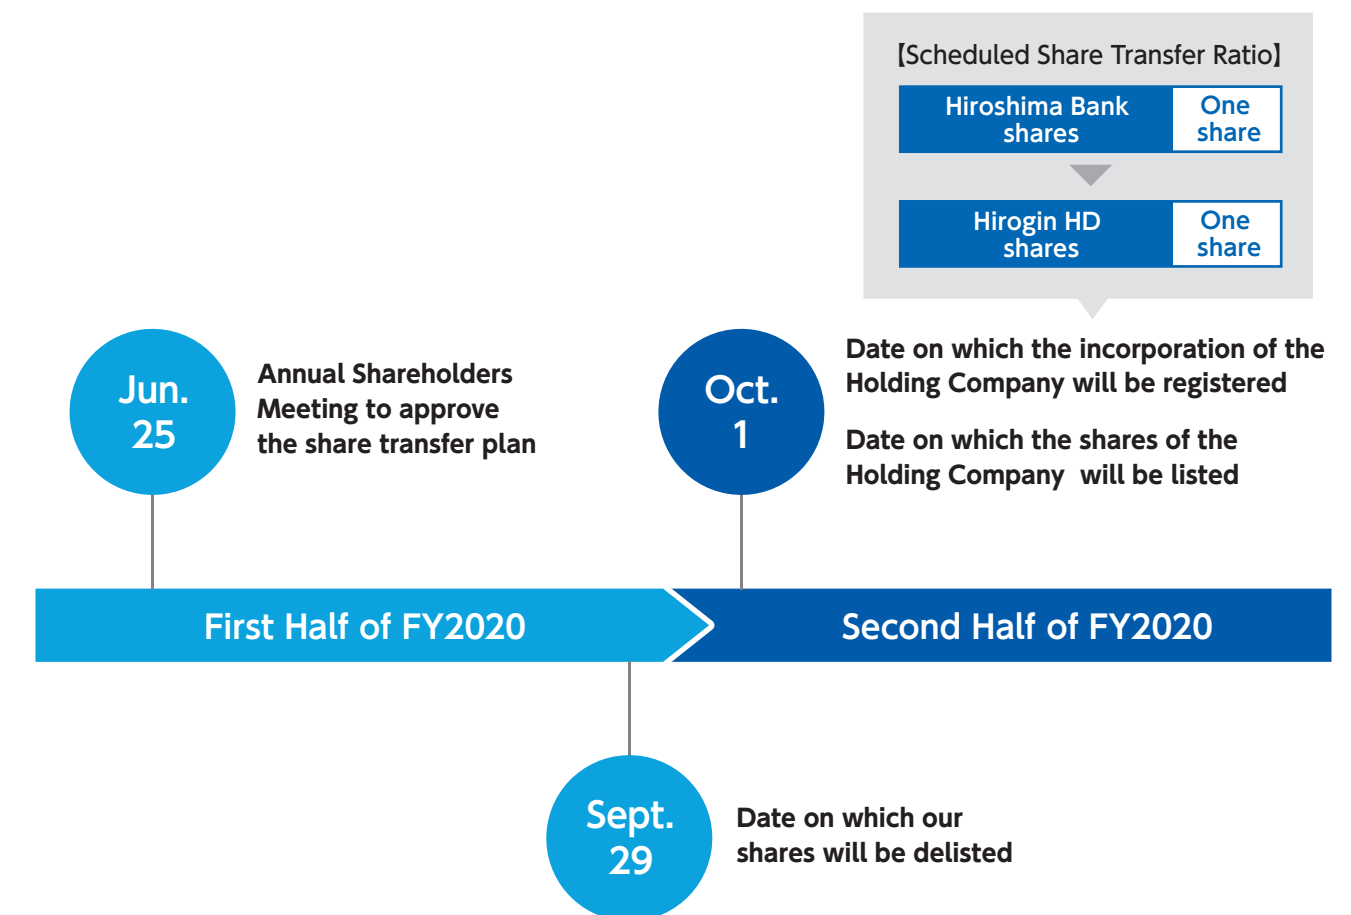 【Scheduled Share Transfer Ratio】
Hiroshima Bank
shares
One
share
Hirogin HD
shares
One
share
Jun.
25
Annual Shareholders
Meeting to approve
the share transfer plan
Oct.
1
Date on which the incorporation of the
Holding Company will be registered
Date on which the shares of the
Holding Company will be listed
First Half of FY2020
Second Half of FY2020
Sept.
29
Date on which our
shares will be delisted